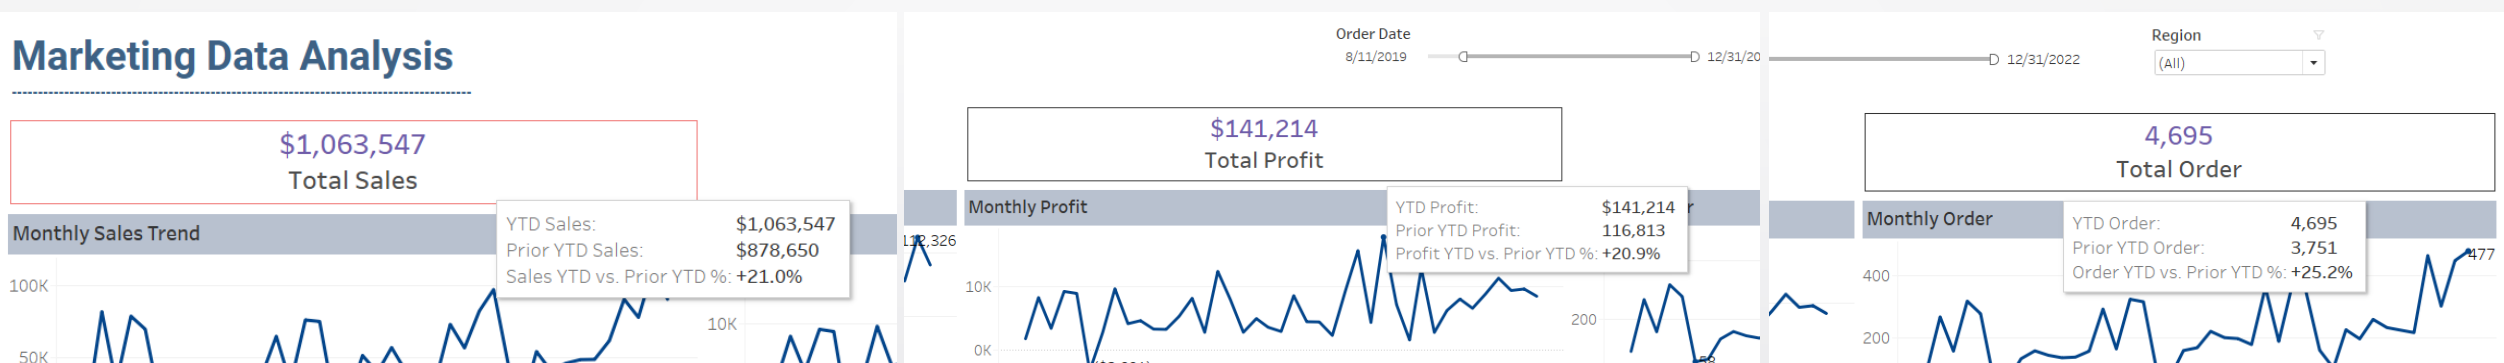 Marketing Data Analysis
$1,063,547
Total Sales
Monthly Sales Trend
YTD Sales: $1,063,547
Prior YTD Sales: $878,650
Sales YTD vs. Prior YTD %: +21.0%
100K
50K
10K
Order Date
8/11/2019
12/31/20
$141,214
Total Profit
Monthly Profit
YTD Profit: $141,214
Prior YTD Profit: 116,813
Profit YTD vs. Prior YTD %: +20.9%
r
112,326
10K
0K
200
Region
12/31/2022
(All)
4,695
Total Order
Monthly Order
YTD Order: 4,695
Prior YTD Order: 3,751
Order YTD vs. Prior YTD %: +25.2%
477
400
200